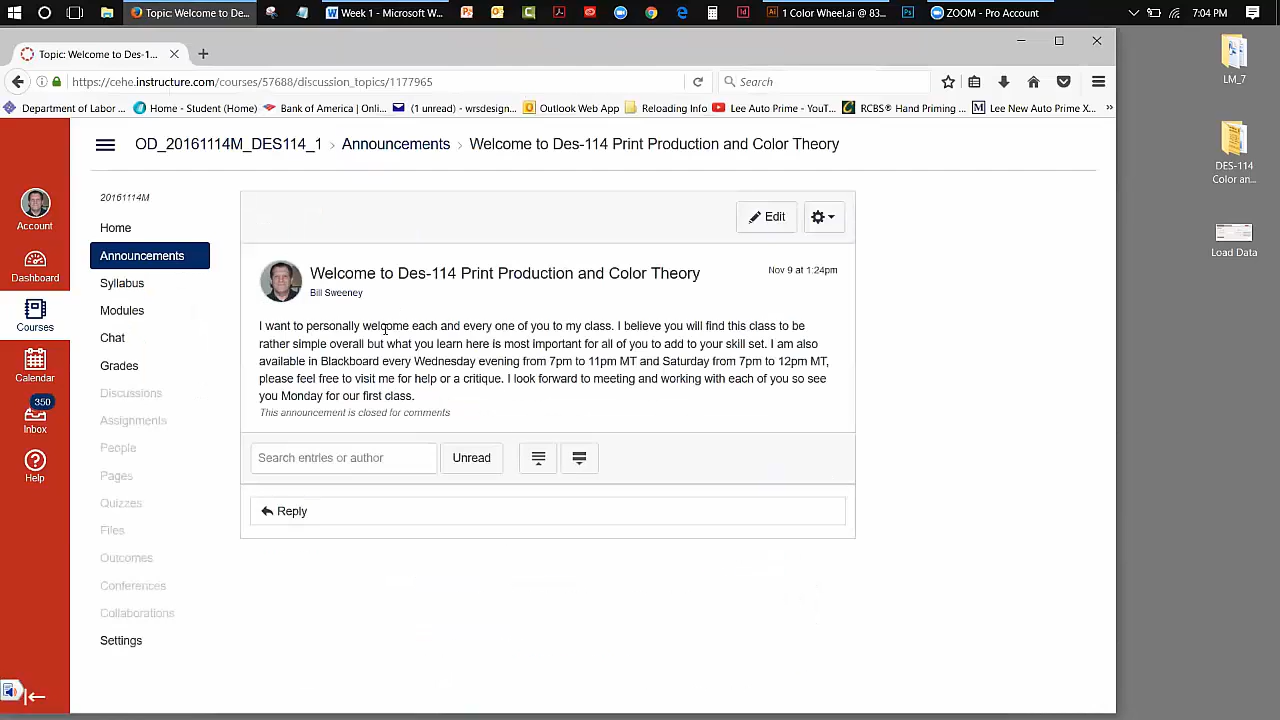 Topic: Welcome to De...
Week 1 - Microsoft W...
1 Color Wheel.ai @ 83...
ZOOM - Pro Account
7:04 PM
Topic: Welcome to Des-1...
https://cehe.instructure.com/courses/57688/discussion_topics/1177965
Search
Department of Labor ...
Home - Student (Home)
Bank of America | Onli...
(1 unread) - wrsdesign...
Outlook Web App
Reloading Info
Lee Auto Prime - YouT...
RCBS® Hand Priming ...
Lee New Auto Prime X...
LM_7
DES-114
Color an...
Load Data
OD_20161114M_DES114_1 > Announcements > Welcome to Des-114 Print Production and Color Theory
Account
Dashboard
Courses
Calendar
350
Inbox
Help
20161114M
Home
Announcements
Syllabus
Modules
Chat
Grades
Discussions
Assignments
People
Pages
Quizzes
Files
Outcomes
Conferences
Collaborations
Settings
Edit
Welcome to Des-114 Print Production and Color Theory
Nov 9 at 1:24pm
Bill Sweeney
I want to personally welcome each and every one of you to my class. I believe you will find this class to be
rather simple overall but what you learn here is most important for all of you to add to your skill set. I am also
available in Blackboard every Wednesday evening from 7pm to 11pm MT and Saturday from 7pm to 12pm MT,
please feel free to visit me for help or a critique. I look forward to meeting and working with each of you so see
you Monday for our first class.
This announcement is closed for comments
Search entries or author
Unread
Reply